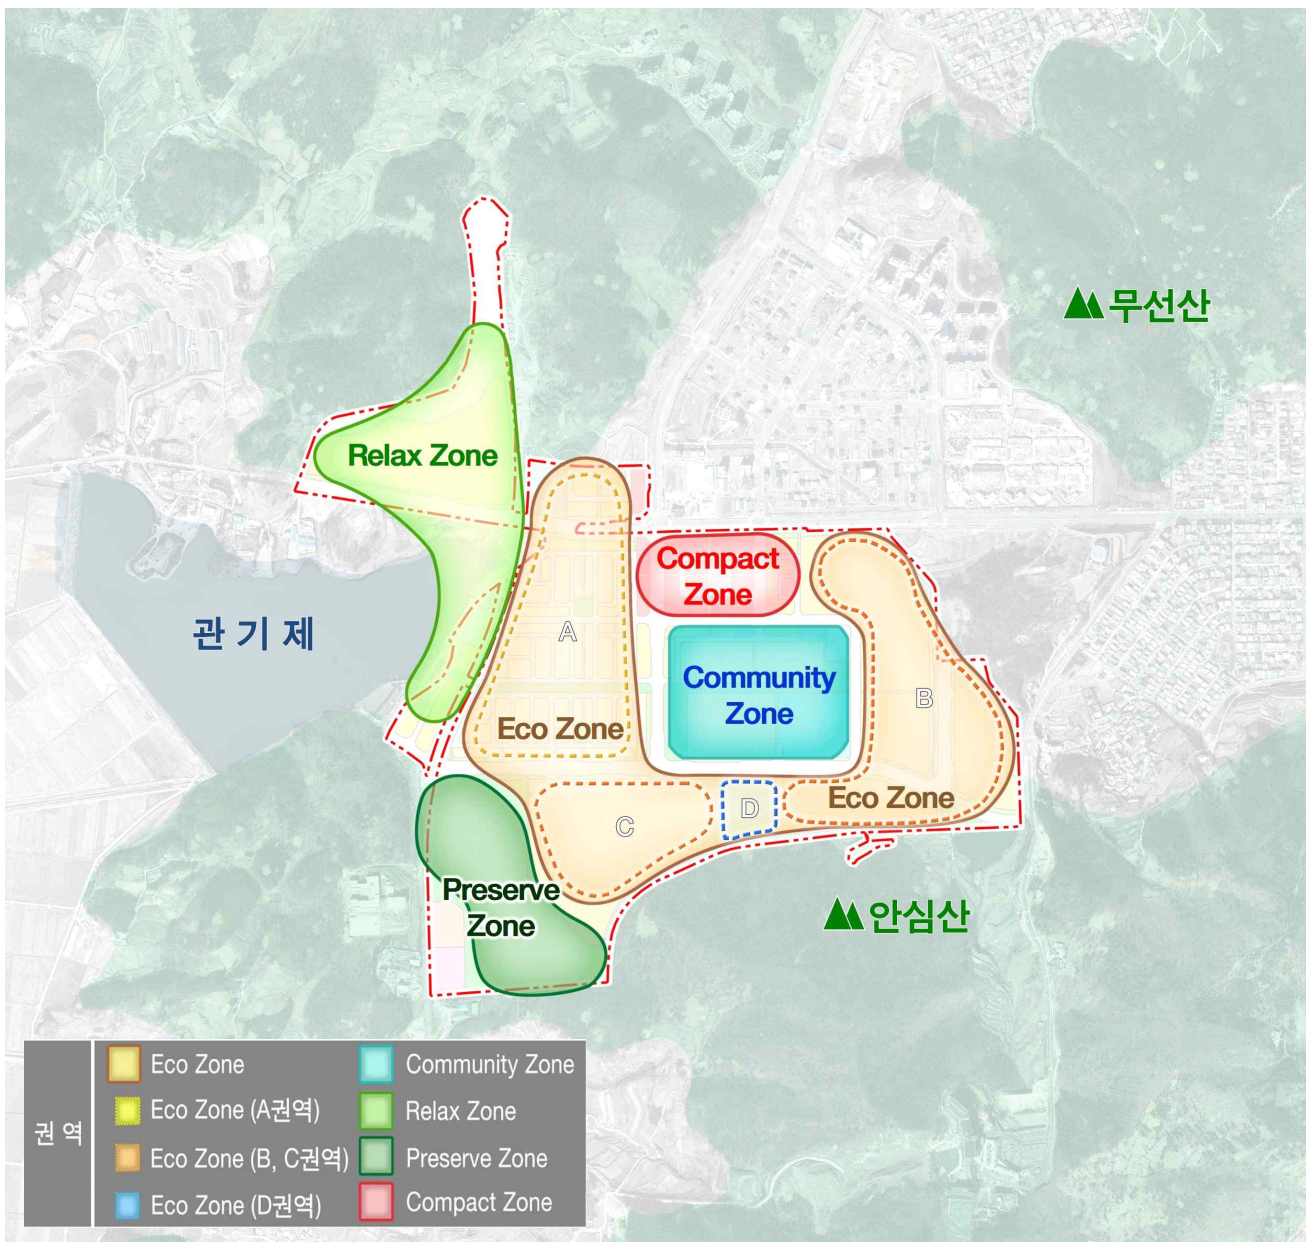 무선산
Relax Zone
Compact
Zone
관 기 제
A
Community
Zone
B
Eco Zone
Eco Zone
C
D
Preserve
Zone
안심산
권 역
Eco Zone
Community Zone
Eco Zone (A권역)
Relax Zone
Eco Zone (B, C권역)
Preserve Zone
Eco Zone (D권역)
Compact Zone